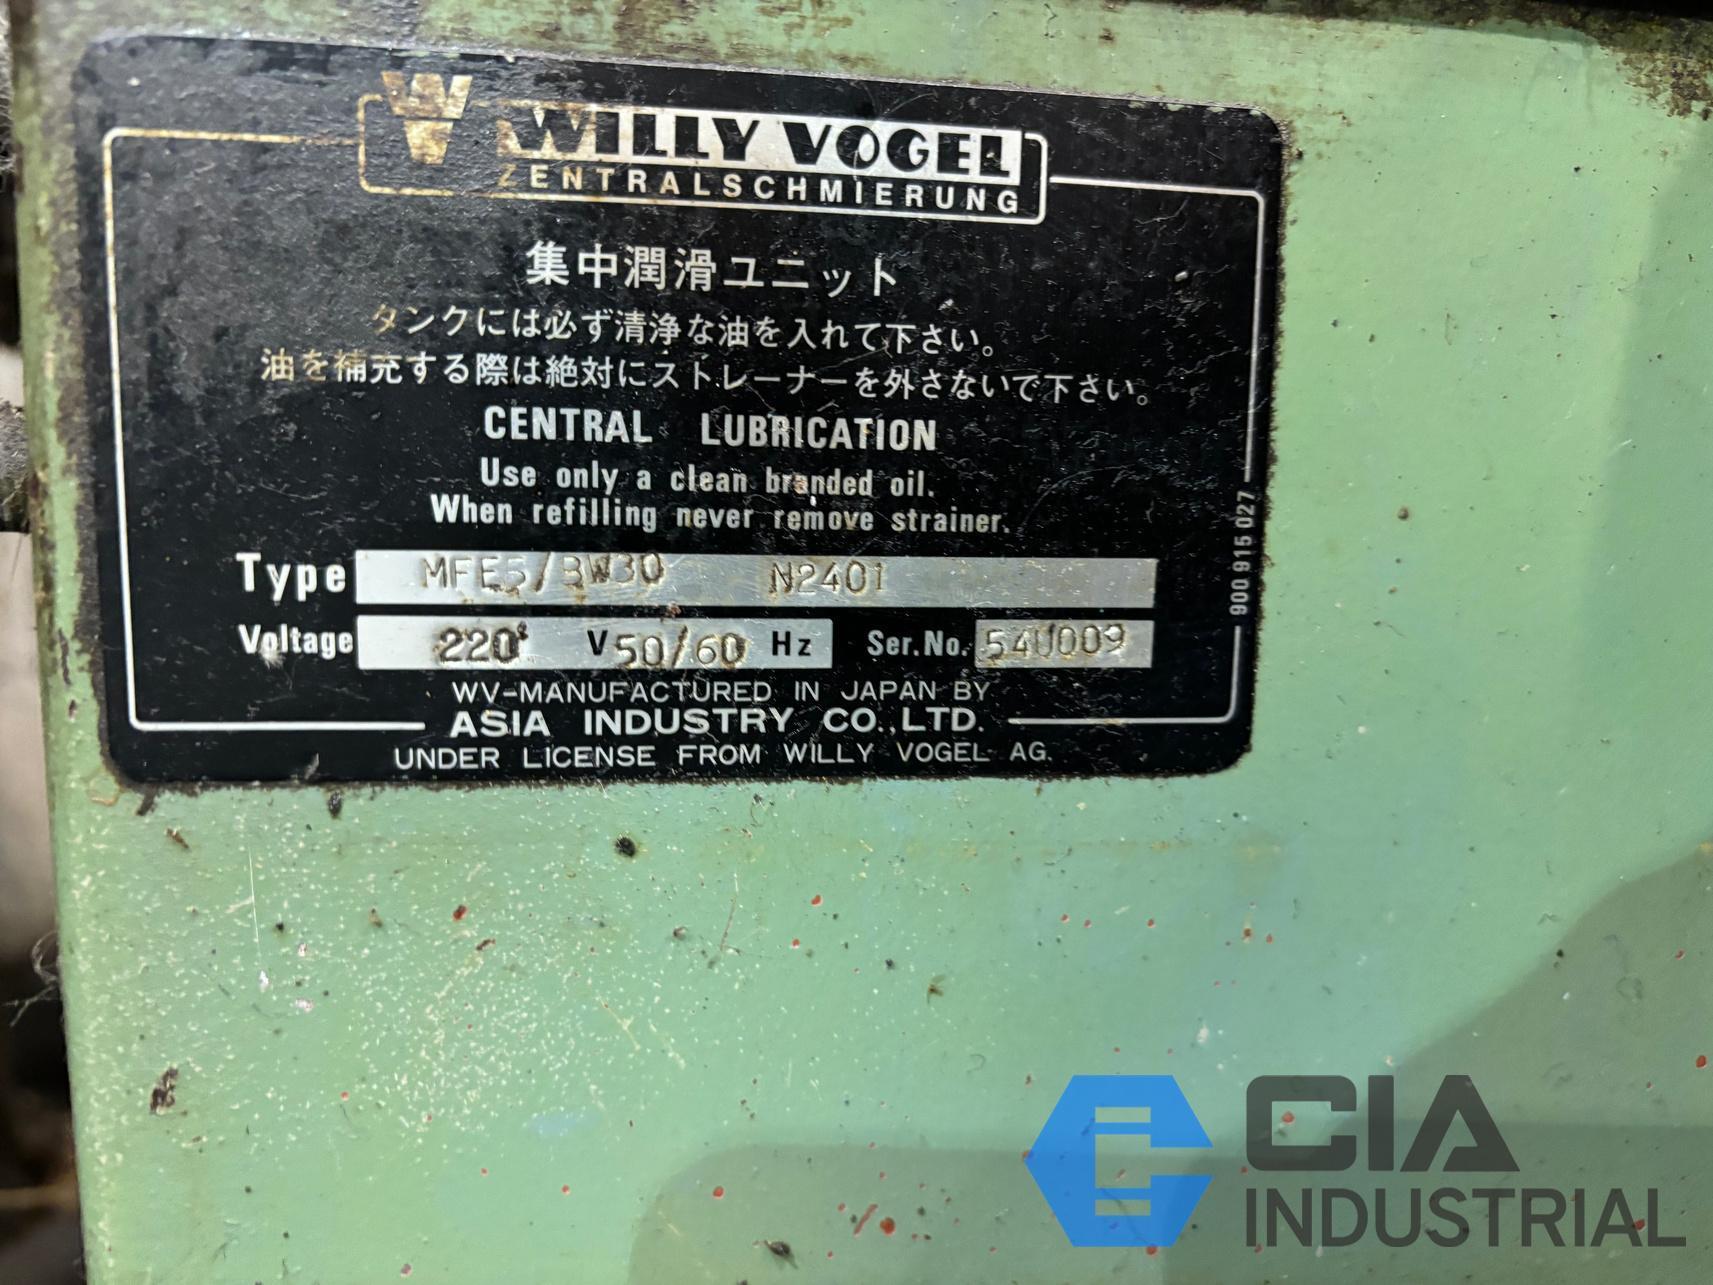 WV
WILLY VOGEL
ZENTRALSCHMIERUNG
集中潤滑ユニット
タンクには必ず清浄な油を入れて下さい。
油を補充する際は絶対にストレーナーを外さないで下さい。
CENTRAL LUBRICATION
Use only a clean branded oil.
When refilling never remove strainer.
Type MFE5/BW30 N2401
Voltage 220 V 50/60 Hz Ser.No. 54U009
WV-MANUFACTURED IN JAPAN BY
ASIA INDUSTRY CO.,LTD.
UNDER LICENSE FROM WILLY VOGEL AG.
900 915 027
CIA
INDUSTRIAL